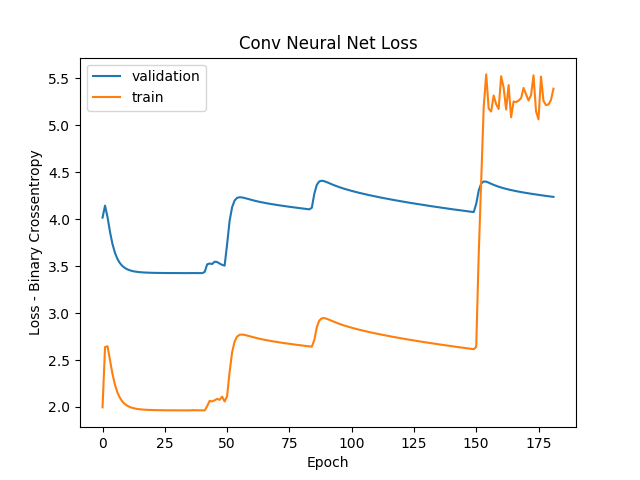 Conv Neural Net Loss
validation
train
5.5
5.0
4.5
4.0
3.5
3.0
2.5
2.0
Loss - Binary Crossentropy
0 25 50 75 100 125 150 175
Epoch